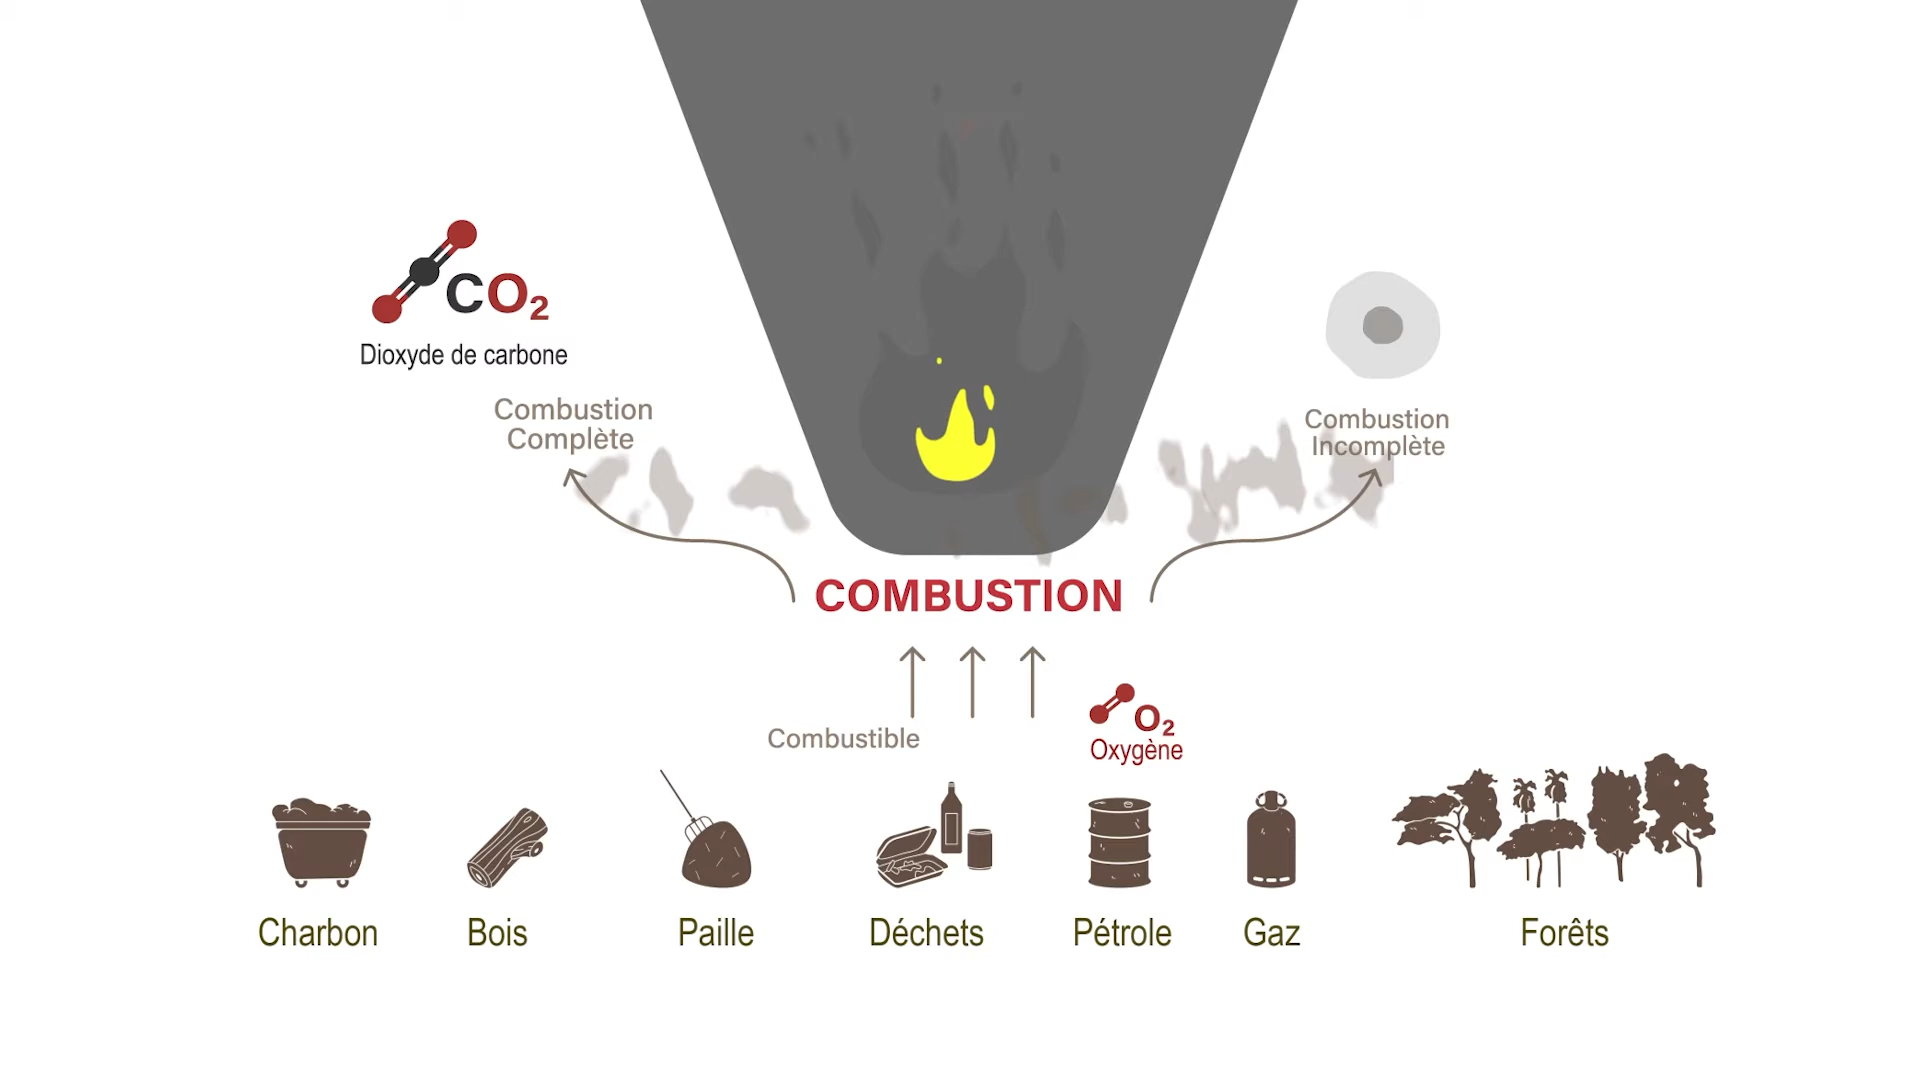 CO₂
Dioxyde de carbone
Combustion
Complète
Combustion
Incomplète
COMBUSTION
Combustible
O₂
Oxygène
Charbon
Bois
Paille
Déchets
Pétrole
Gaz
Forêts